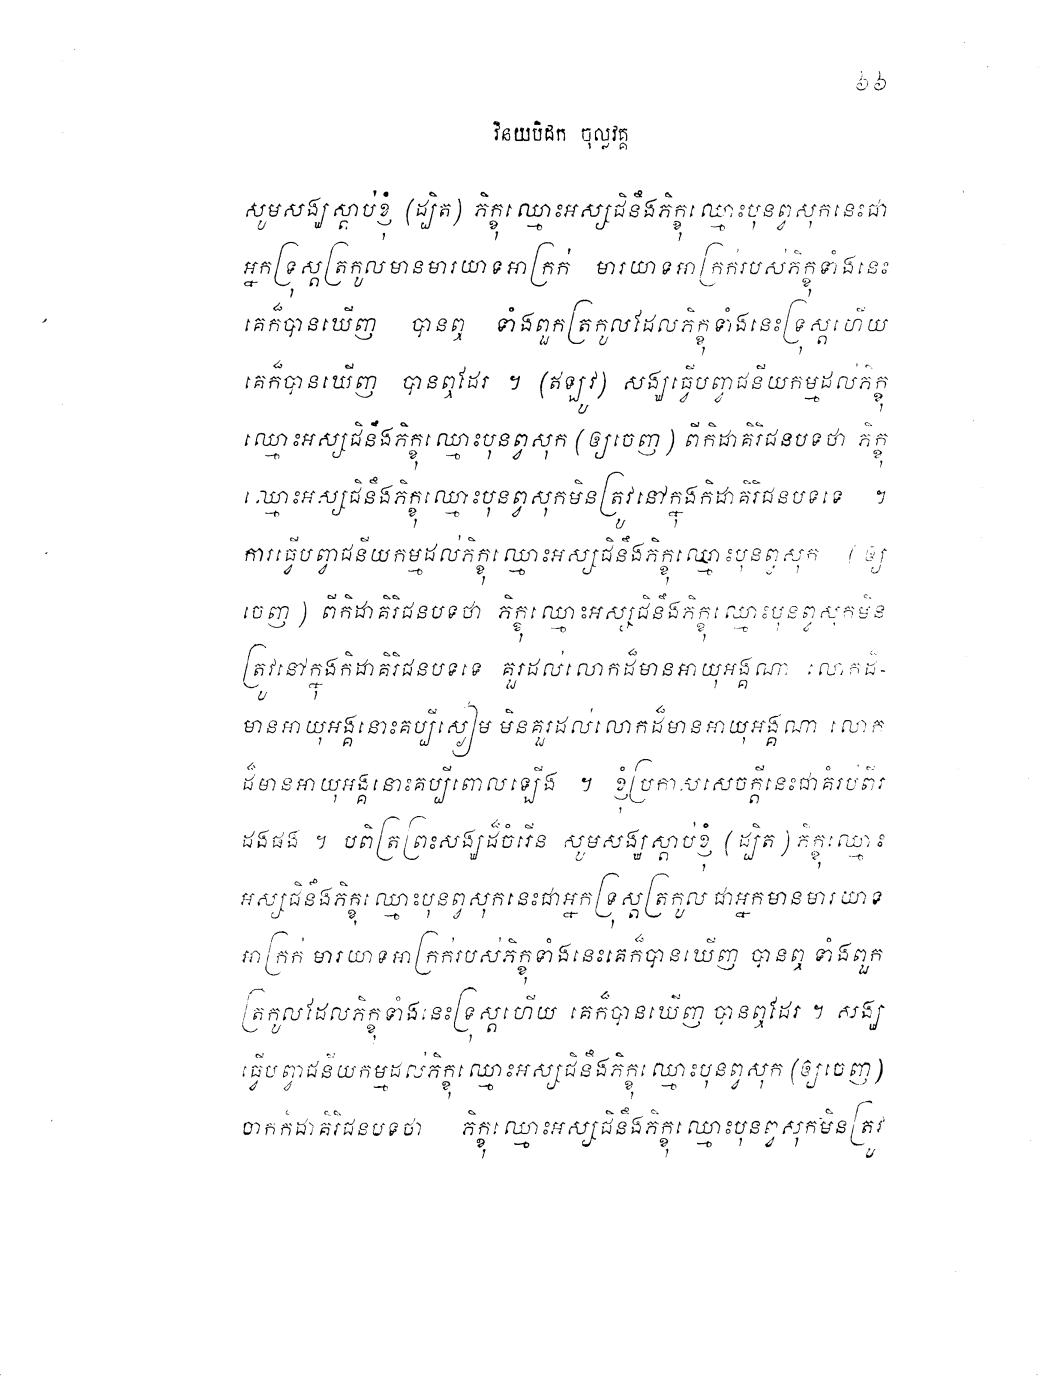 ៦៦
វិនយបិដក ចុល្លវគ្គ
សូមសង្ឃស្តាប់ខ្ញុំ (ដ្បិត) ភិក្ខុឈ្មោះអស្សជិនឹងភិក្ខុឈ្មោះបុនព្វសុកនេះជា
អ្នកទ្រុស្តត្រកូលមានមារយាទអាក្រក់ មារយាទអាក្រក់របស់ភិក្ខុទាំងនេះ
គេក៏បានឃើញ បានឮ ទាំងពួកត្រកូលដែលភិក្ខុទាំងនេះទ្រុស្តហើយ
គេក៏បានឃើញ បានឮដែរ ។ (ឥឡូវ) សង្ឃធ្វើបញ្វជនីយកម្មដល់ភិក្ខុ
ឈ្មោះអស្សជិនឹងភិក្ខុឈ្មោះបុនព្វសុក (ឲ្យចេញ) ពីកិដាគិរិជនបទថា ភិក្ខុ
ឈ្មោះអស្សជិនឹងភិក្ខុឈ្មោះបុនព្វសុកមិនត្រូវនៅក្នុងកិដាគិរិជនបទទេ ។
ការធ្វើបព្វាជនីយកម្មដល់ភិក្ខុឈ្មោះអស្សជិនឹងភិក្ខុឈ្មោះបុនព្វសុក (ឲ្យ
ចេញ) ពីកិដាគិរិជនបទថា ភិក្ខុឈ្មោះអស្សជិនឹងភិក្ខុឈ្មោះបុនព្វសុកមិន
ត្រូវនៅក្នុងកិដាគិរិជនបទទេ គួរដល់លោកដ៏មានអាយុអង្គណា លោកដ៏-
មានអាយុអង្គនោះគប្បីស្ងៀម មិនគួរដល់លោកដ៏មានអាយុអង្គណា លោក
ដ៏មានអាយុអង្គនោះគប្បីពោលឡើង ។ ខ្ញុំប្រកាសសេចក្តីនេះជាគំរប់ពីរ
ដងផង ។ បពិត្រព្រះសង្ឃដ៏ចំរើន សូមសង្ឃស្តាប់ខ្ញុំ (ដ្បិត) ភិក្ខុឈ្មោះ
អស្សជិនឹងភិក្ខុឈ្មោះបុនព្វសុកនេះជាអ្នកទ្រុស្តត្រកូល ជាអ្នកមានមារយាទ
អាក្រក់ មារយាទអាក្រក់របស់ភិក្ខុទាំងនេះគេក៏បានឃើញ បានឮ ទាំងពួក
ត្រកូលដែលភិក្ខុទាំងនេះទ្រុស្តហើយ គេក៏បានឃើញ បានឮដែរ ។ សង្ឃ
ធ្វើបព្វាជនីយកម្មដល់ភិក្ខុឈ្មោះអស្សជិនឹងភិក្ខុឈ្មោះបុនព្វសុក (ឲ្យចេញ)
ចាកកិដាគិរិជនបទថា ភិក្ខុឈ្មោះអស្សជិនឹងភិក្ខុឈ្មោះបុនព្វសុកមិនត្រូវ